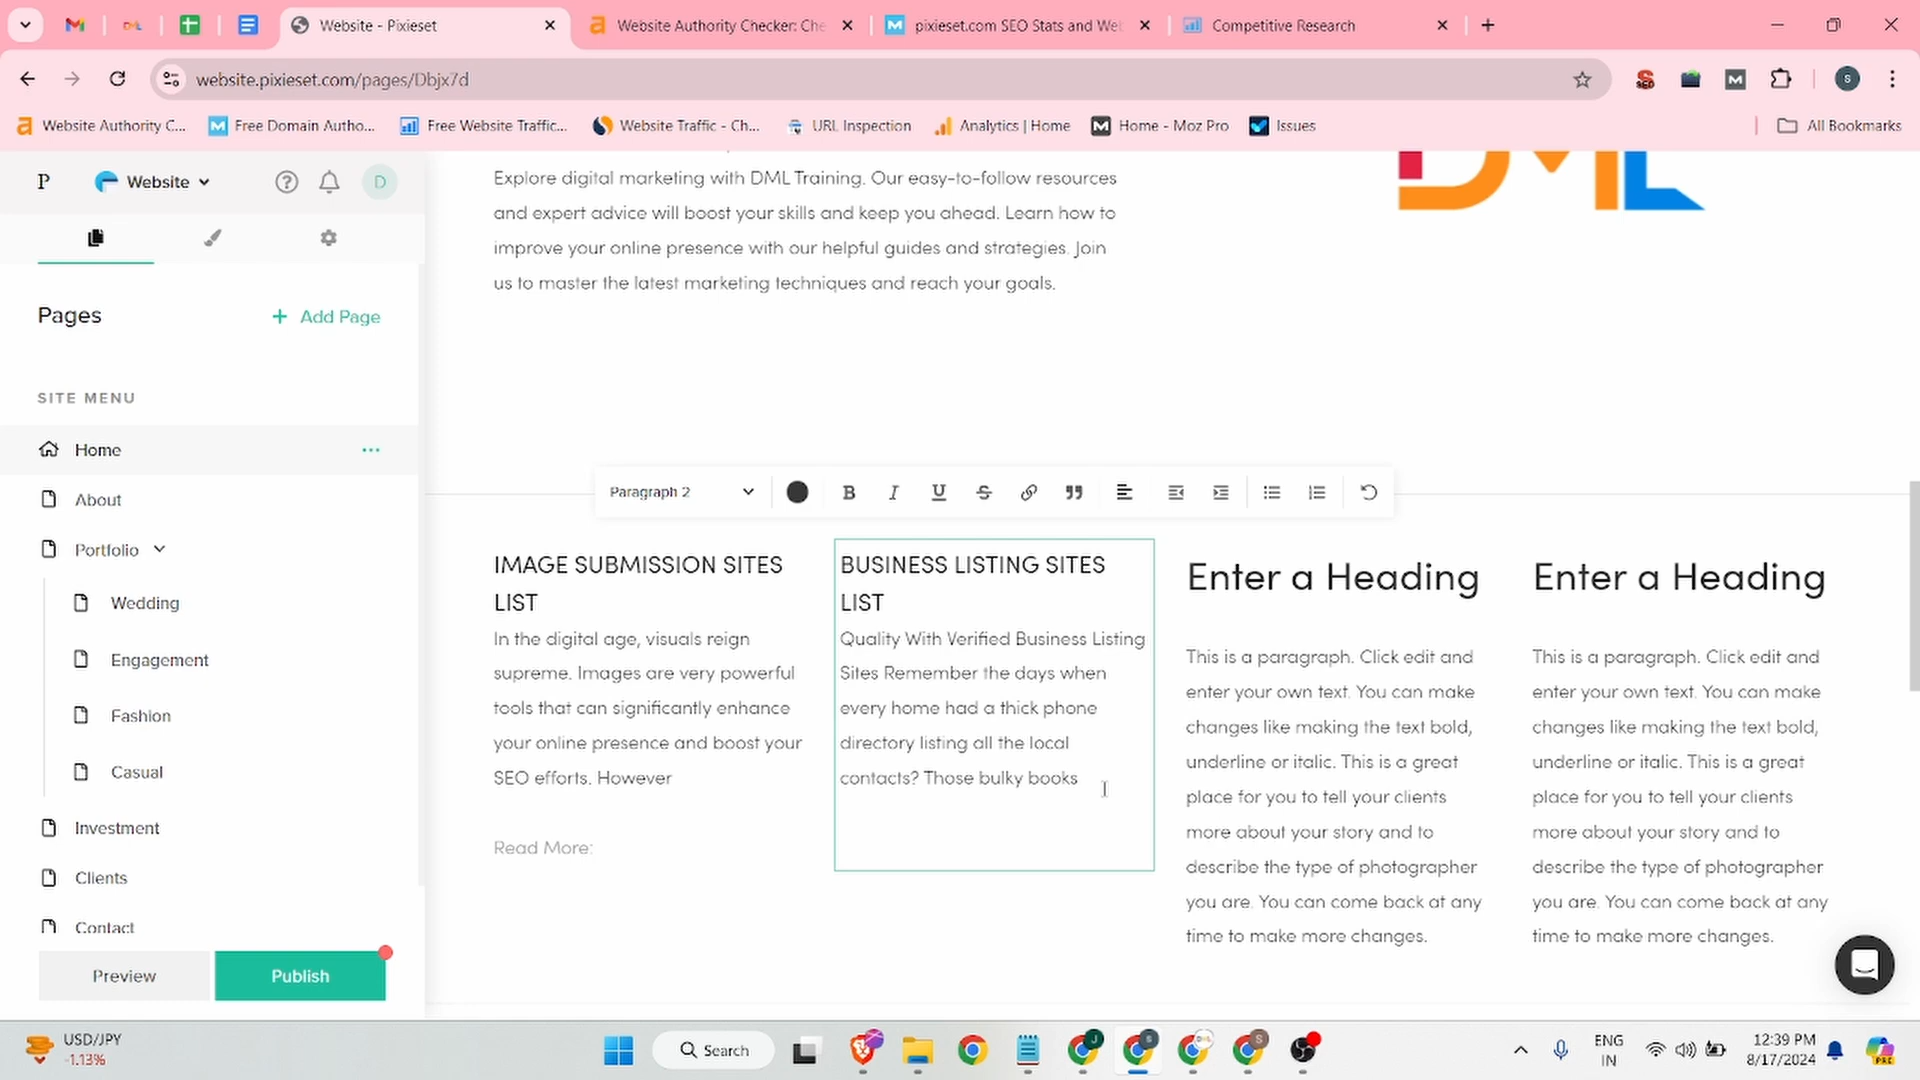 Website - Pixieset
Website Authority Checker: Che
pixieset.com SEO Stats and Wet
Competitive Research
website.pixieset.com/pages/Dbjx7d
S
Website Authority C...
Free Domain Autho...
Free Website Traffic...
Website Traffic - Ch...
URL Inspection
Analytics | Home
Home - Moz Pro
Issues
All Bookmarks
P
Website
D
Pages
Add Page
SITE MENU
Home
About
Portfolio
Wedding
Engagement
Fashion
Casual
Investment
Clients
Contact
Preview
Publish
Explore digital marketing with DML Training. Our easy-to-follow resources
and expert advice will boost your skills and keep you ahead. Learn how to
improve your online presence with our helpful guides and strategies. Join
us to master the latest marketing techniques and reach your goals.
DML
Paragraph 2
B I U S
IMAGE SUBMISSION SITES
LIST
In the digital age, visuals reign
supreme. Images are very powerful
tools that can significantly enhance
your online presence and boost your
SEO efforts. However
Read More:
BUSINESS LISTING SITES
LIST
Quality With Verified Business Listing
Sites Remember the days when
every home had a thick phone
directory listing all the local
contacts? Those bulky books
Enter a Heading
This is a paragraph. Click edit and
enter your own text. You can make
changes like making the text bold,
underline or italic. This is a great
place for you to tell your clients
more about your story and to
describe the type of photographer
you are. You can come back at any
time to make more changes.
Enter a Heading
This is a paragraph. Click edit and
enter your own text. You can make
changes like making the text bold,
underline or italic. This is a great
place for you to tell your clients
more about your story and to
describe the type of photographer
you are. You can come back at any
time to make more changes.
USD/JPY
-1.13%
Search
ENG
IN
12:39 PM
8/17/2024